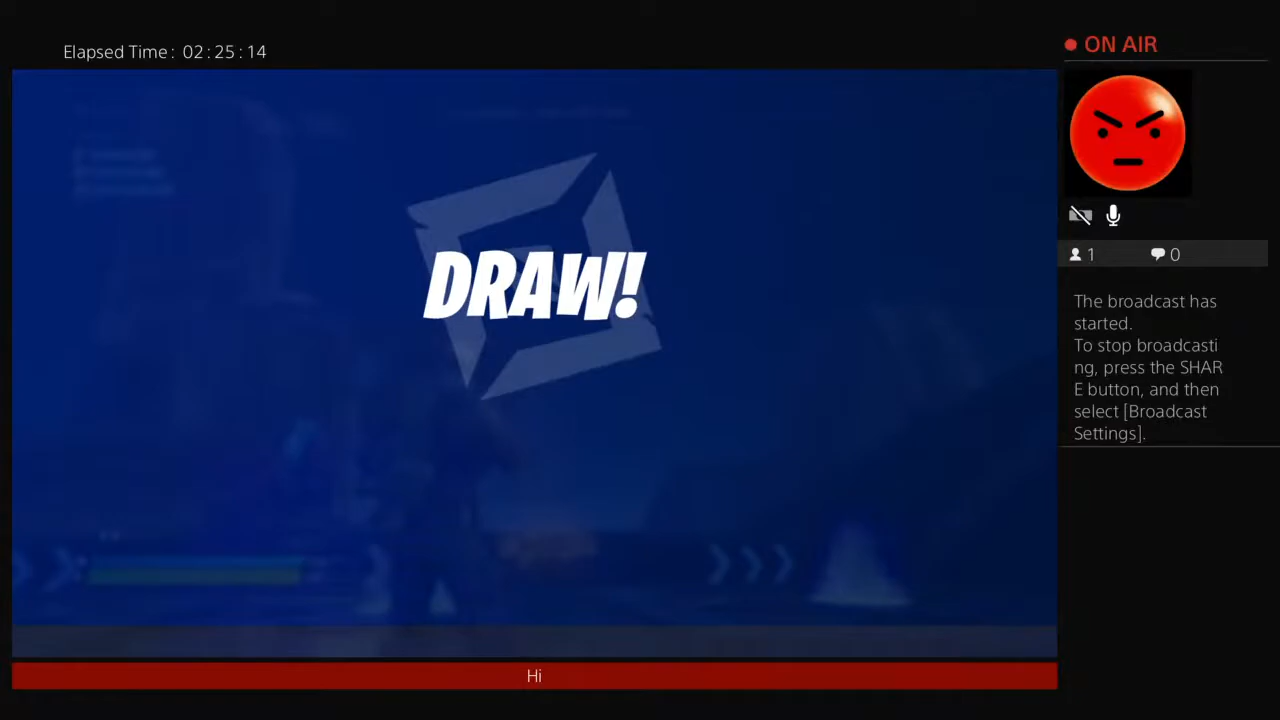 Elapsed Time: 02:25:14
ON AIR
DRAW!
1 0
The broadcast has
started.
To stop broadcasti
ng, press the SHAR
E button, and then
select [Broadcast
Settings].
Hi